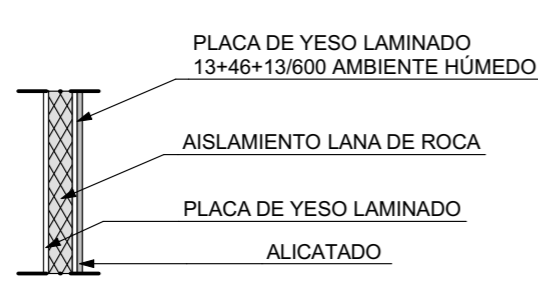 PLACA DE YESO LAMINADO
13+46+13/600 AMBIENTE HÚMEDO
AISLAMIENTO LANA DE ROCA
PLACA DE YESO LAMINADO
ALICATADO